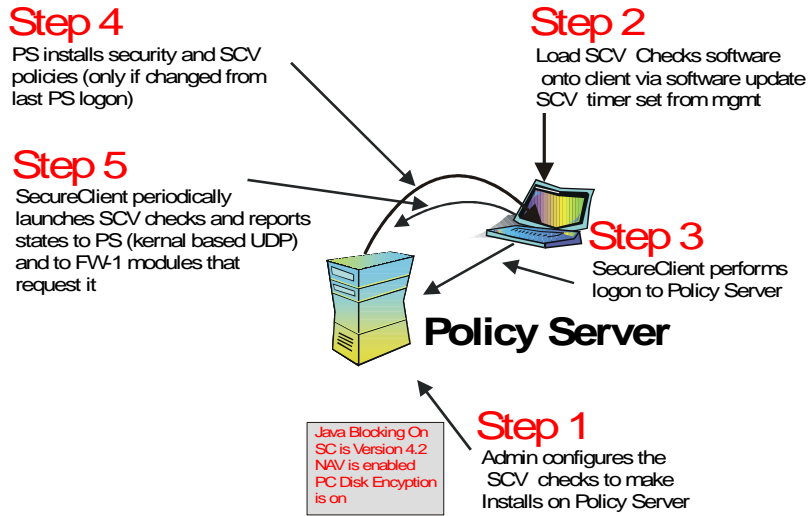 Step 4
PS installs security and SCV
policies (only if changed from
last PS logon)
Step 2
Load SCV Checks software
onto client via software update
SCV timer set from mgmt
Step 5
SecureClient periodically
launches SCV checks and reports
states to PS (kernal based UDP)
and to FW-1 modules that
request it
Step 3
SecureClient performs
logon to Policy Server
Policy Server
Java Blocking On
SC is Version 4.2
NAV is enabled
PC Disk Encyption
is on
Step 1
Admin configures the
SCV checks to make
Installs on Policy Server